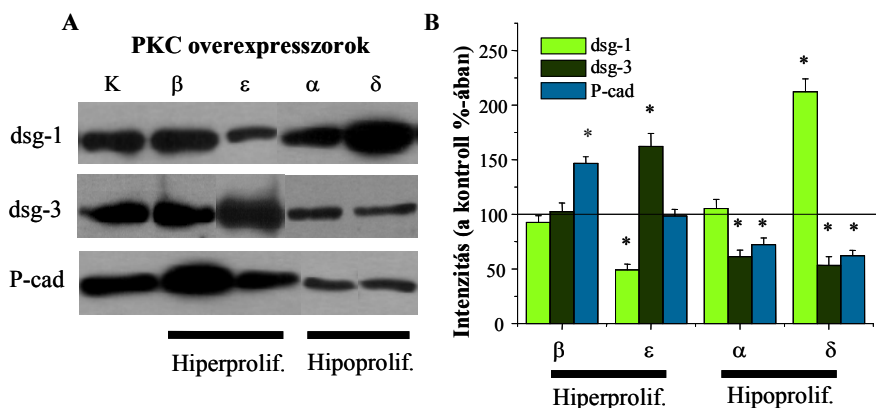 A
PKC overexpresszorok
K β ε α δ
dsg-1
dsg-3
P-cad
Hiperprolif. Hipoprolif.
B
Intenzitás (a kontroll %-ában)
250
200
150
100
50
0
dsg-1
dsg-3
P-cad
* * * * * * * *
β ε α δ
Hiperprolif. Hipoprolif.